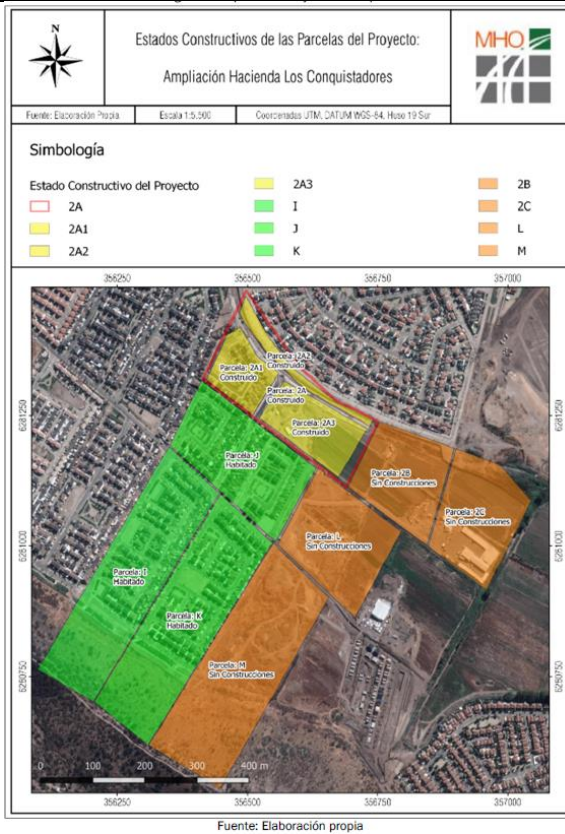 N
Estados Constructivos de las Parcelas del Proyecto:
Ampliación Hacienda Los Conquistadores
MHO
Fuente: Elaboración Propia
Escala 1:5.500
Coordenadas UTM, DATUM WGS-84, Huso 19 Sur
Simbología
Estado Constructivo del Proyecto
2A
2A1
2A2
2A3
I
J
K
2B
2C
L
M
356250
356500
356750
357000
6281250
6281000
6280750
6281250
6281000
6280750
Parcela: 2A2
Construido
Parcela: 2A1
Construido
Parcela: 2A
Construido
Parcela: 2A3
Construido
Parcela: J
Habitado
Parcela: 2B
Sin Construcciones
Parcela: 2C
Sin Construcciones
Parcela: L
Sin Construcciones
Parcela: I
Habitado
Parcela: K
Habitado
Parcela: M
Sin Construcciones
0 100 200 300 400 m
356250
356500
356750
357000
Fuente: Elaboración propia